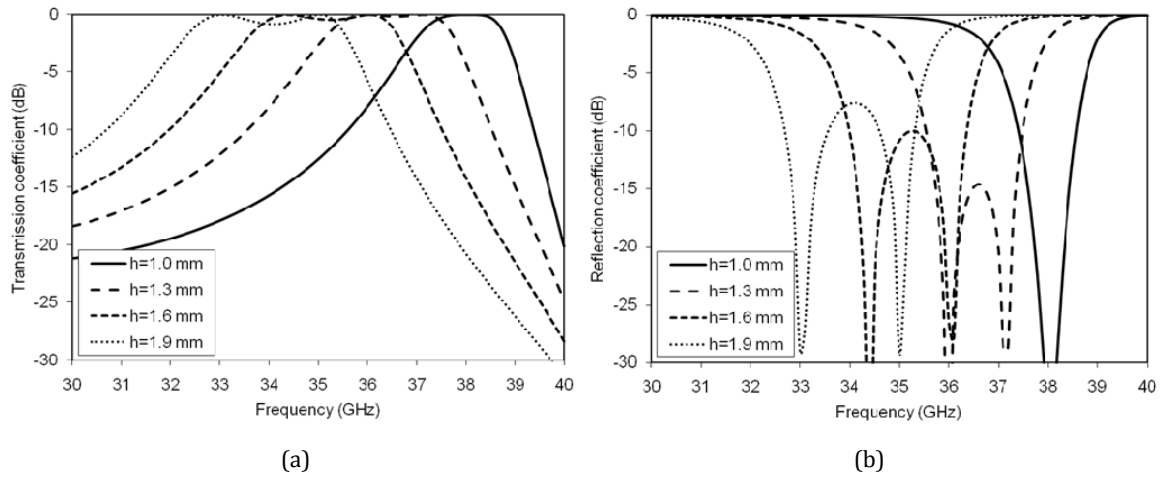 0
-5
-10
-15
-20
-25
-30
Transmission coefficient (dB)
h=1.0 mm
h=1.3 mm
h=1.6 mm
h=1.9 mm
30 31 32 33 34 35 36 37 38 39 40
Frequency (GHz)
(a)
0
-5
-10
-15
-20
-25
-30
Reflection coefficient (dB)
h=1.0 mm
h=1.3 mm
h=1.6 mm
h=1.9 mm
30 31 32 33 34 35 36 37 38 39 40
Frequency (GHz)
(b)